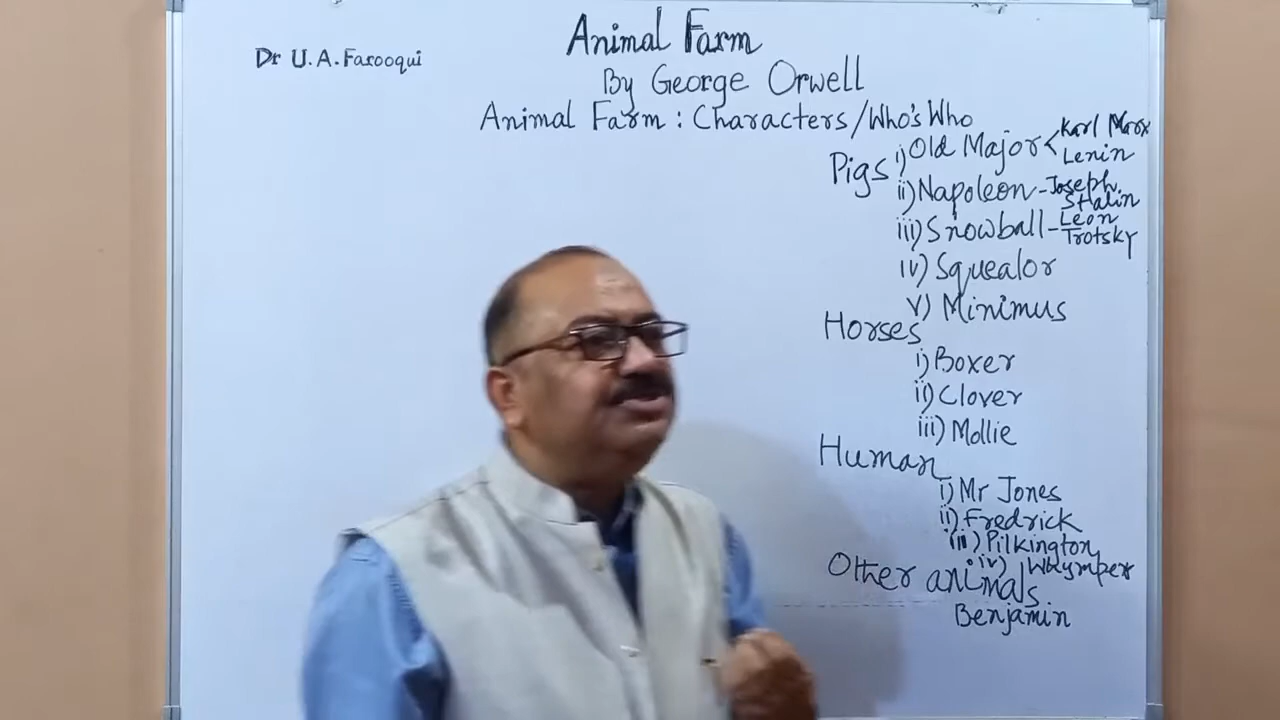 Animal Farm
Dr U.A.Farooqui
By George Orwell
Animal Farm : Characters/Who's Who
Pigs i) Old Major < Karl Marx
Lenin
ii) Napoleon - Joseph
Stalin
iii) Snowball - Leon
Trotsky
iv) Squealor
v) Minimus
Horses
i) Boxer
ii) Clover
iii) Mollie
Human
i) Mr Jones
ii) Fredrick
iii) Pilkington
iv) Whymper
Other animals
Benjamin